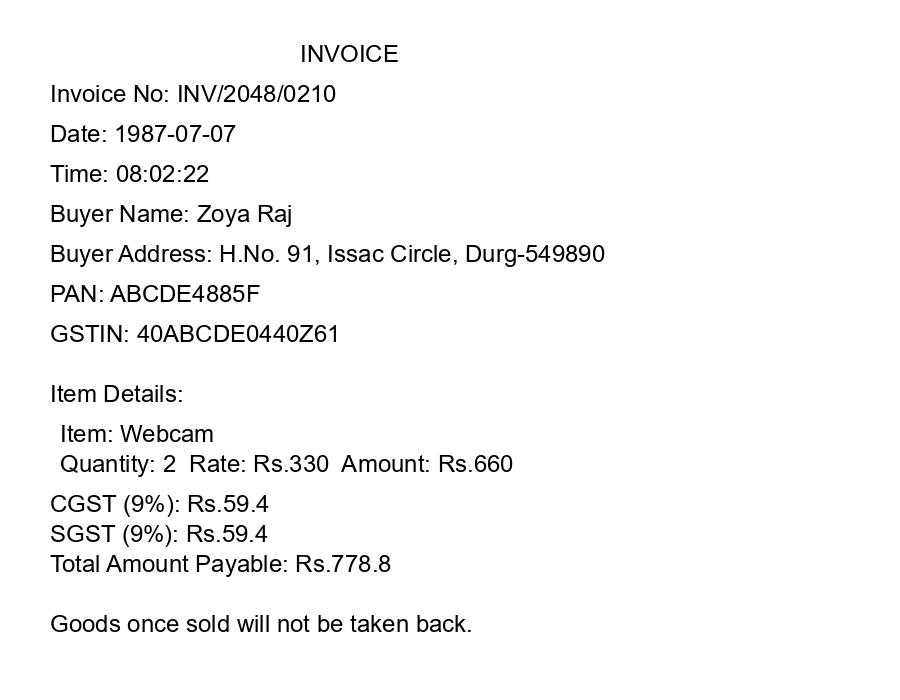 INVOICE
Invoice No: INV/2048/0210
Date: 1987-07-07
Time: 08:02:22
Buyer Name: Zoya Raj
Buyer Address: H.No. 91, Issac Circle, Durg-549890
PAN: ABCDE4885F
GSTIN: 40ABCDE0440Z61
Item Details:
Item: Webcam
Quantity: 2  Rate: Rs.330  Amount: Rs.660
CGST (9%): Rs.59.4
SGST (9%): Rs.59.4
Total Amount Payable: Rs.778.8
Goods once sold will not be taken back.